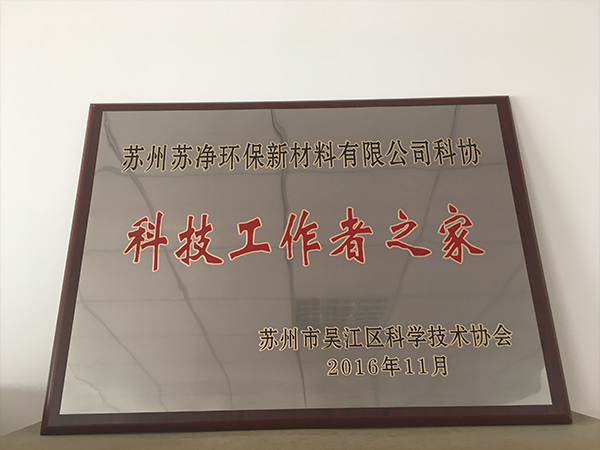 苏州苏净环保新材料有限公司科协
科技工作者之家
苏州市吴江区科学技术协会
2016年11月